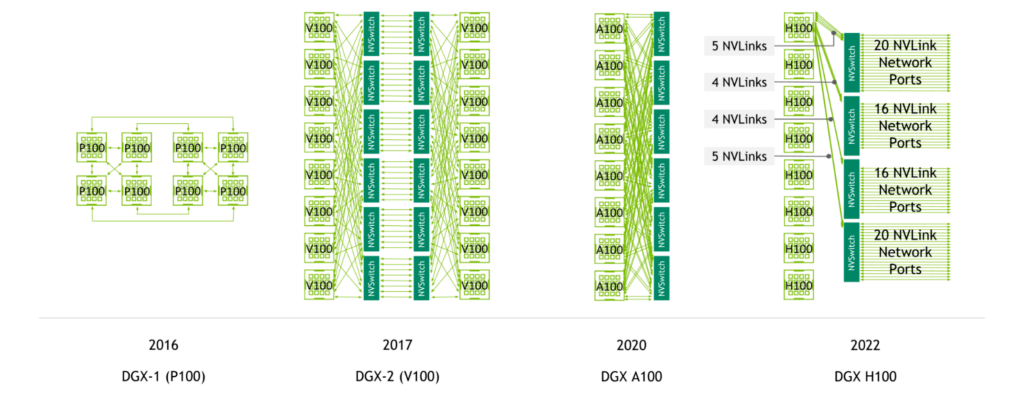 P100 P100 P100 P100
P100 P100 P100 P100
V100
V100
V100
V100
V100
V100
V100
V100
NVSwitch
NVSwitch
NVSwitch
NVSwitch
NVSwitch
NVSwitch
NVSwitch
NVSwitch
NVSwitch
NVSwitch
NVSwitch
NVSwitch
V100
V100
V100
V100
V100
V100
V100
V100
A100
A100
A100
A100
A100
A100
A100
A100
NVSwitch
NVSwitch
NVSwitch
NVSwitch
NVSwitch
NVSwitch
5 NVLinks
4 NVLinks
4 NVLinks
5 NVLinks
H100
H100
H100
H100
H100
H100
H100
H100
NVSwitch
20 NVLink
Network
Ports
NVSwitch
16 NVLink
Network
Ports
NVSwitch
16 NVLink
Network
Ports
NVSwitch
20 NVLink
Network
Ports
2016
DGX-1 (P100)
2017
DGX-2 (V100)
2020
DGX A100
2022
DGX H100